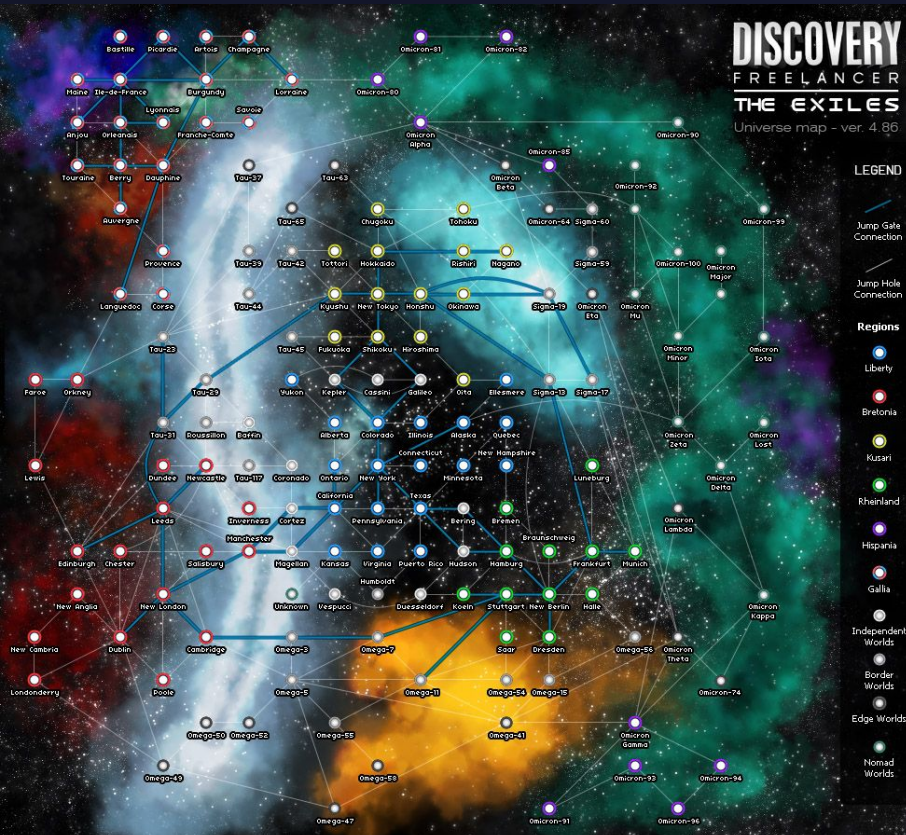 DISCOVERY
FREELANCER
THE EXILES
Universe map - ver. 4.86
LEGEND
Jump Gate
Connection
Jump Hole
Connection
Regions
Liberty
Bretonia
Kusari
Rheinland
Hispania
Gallia
Independent
Worlds
Border
Worlds
Edge Worlds
Nomad
Worlds
Bastille
Picardie
Artois
Champagne
Omicron-81
Omicron-82
Maine
Ile-de-France
Burgundy
Lorraine
Omicron-80
Lyonnais
Savoie
Anjou
Orleanais
Franche-Comte
Omicron
Alpha
Omicron-90
Omicron-85
Touraine
Berry
Dauphine
Tau-37
Tau-63
Omicron
Beta
Omicron-92
Auvergne
Tau-65
Chugoku
Tohoku
Omicron-64
Sigma-60
Omicron-99
Provence
Tau-39
Tau-42
Tottori
Hokkaido
Rishiri
Nagano
Sigma-59
Omicron-100
Omicron
Major
Languedoc
Corse
Tau-44
Kyushu
New Tokyo
Honshu
Okinawa
Sigma-19
Omicron
Eta
Omicron
Mu
Tau-23
Tau-45
Fukuoka
Shikoku
Hiroshima
Omicron
Minor
Omicron
Iota
Faroe
Orkney
Tau-29
Yukon
Kepler
Cassini
Galileo
Oita
Ellesmere
Sigma-13
Sigma-17
Tau-31
Roussillon
Baffin
Alberta
Colorado
Illinois
Alaska
Quebec
Omicron
Zeta
Omicron
Lost
Connecticut
New Hampshire
Lewis
Dundee
Newcastle
Tau-117
Coronado
Ontario
New York
Minnesota
Luneburg
Omicron
Delta
California
Texas
Leeds
Inverness
Cortez
Pennsylvania
Bering
Bremen
Omicron
Lambda
Manchester
Braunschweig
Edinburgh
Chester
Salisbury
Magellan
Kansas
Virginia
Puerto Rico
Hudson
Hamburg
Frankfurt
Munich
Humboldt
New Anglia
New London
Unknown
Vespucci
Duesseldorf
Koeln
Stuttgart
New Berlin
Halle
Omicron
Kappa
New Cambria
Dublin
Cambridge
Omega-3
Omega-7
Saar
Dresden
Omega-56
Omicron
Theta
Londonderry
Poole
Omega-5
Omega-11
Omega-54
Omega-15
Omicron-74
Omega-50
Omega-52
Omega-55
Omega-41
Omicron
Gamma
Omega-49
Omega-58
Omicron-93
Omicron-94
Omega-47
Omicron-91
Omicron-96